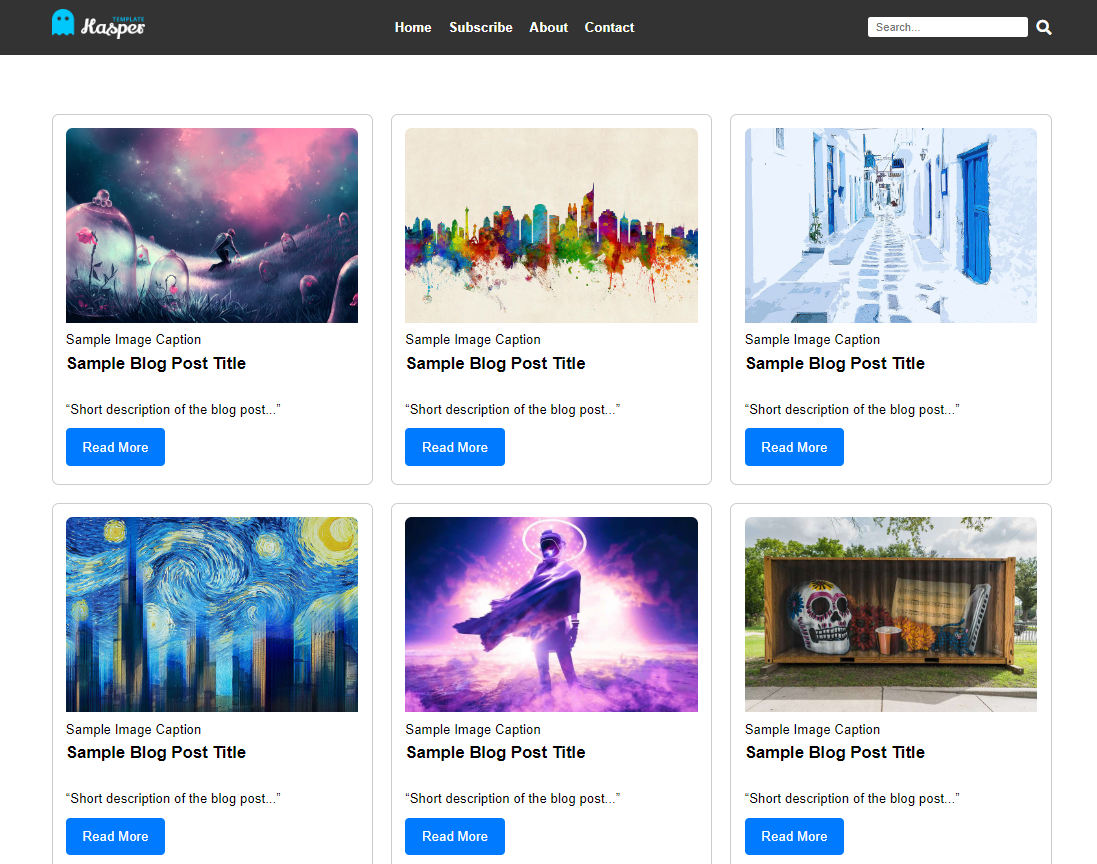 TEMPLATE
Kasper
Home Subscribe About Contact
Search...
Sample Image Caption
Sample Blog Post Title
“Short description of the blog post...”
Read More
Sample Image Caption
Sample Blog Post Title
“Short description of the blog post...”
Read More
Sample Image Caption
Sample Blog Post Title
“Short description of the blog post...”
Read More
Sample Image Caption
Sample Blog Post Title
“Short description of the blog post...”
Read More
Sample Image Caption
Sample Blog Post Title
“Short description of the blog post...”
Read More
Sample Image Caption
Sample Blog Post Title
“Short description of the blog post...”
Read More